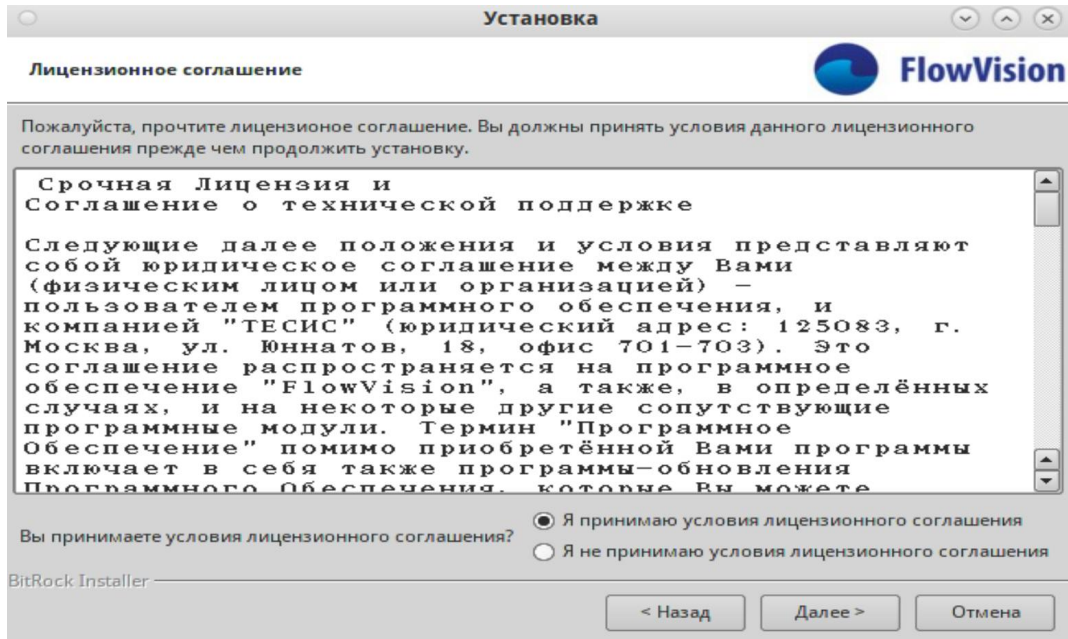 Установка
Лицензионное соглашение
FlowVision
Пожалуйста, прочтите лицензионое соглашение. Вы должны принять условия данного лицензионного
соглашения прежде чем продолжить установку.
Срочная Лицензия и
Соглашение о технической поддержке
Следующие далее положения и условия представляют
собой юридическое соглашение между Вами
(физическим лицом или организацией) —
пользователем программного обеспечения, и
компанией "ТЕСИС" (юридический адрес: 125083, г.
Москва, ул. Юннатов, 18, офис 701-703). Это
соглашение распространяется на программное
обеспечение "FlowVision", а также, в определённых
случаях, и на некоторые другие сопутствующие
программные модули. Термин "Программное
Обеспечение" помимо приобретённой Вами программы
включает в себя также программы-обновления
Программного Обеспечения, которые Вы можете
Вы принимаете условия лицензионного соглашения?
Я принимаю условия лицензионного соглашения
Я не принимаю условия лицензионного соглашения
BitRock Installer
< Назад
Далее >
Отмена